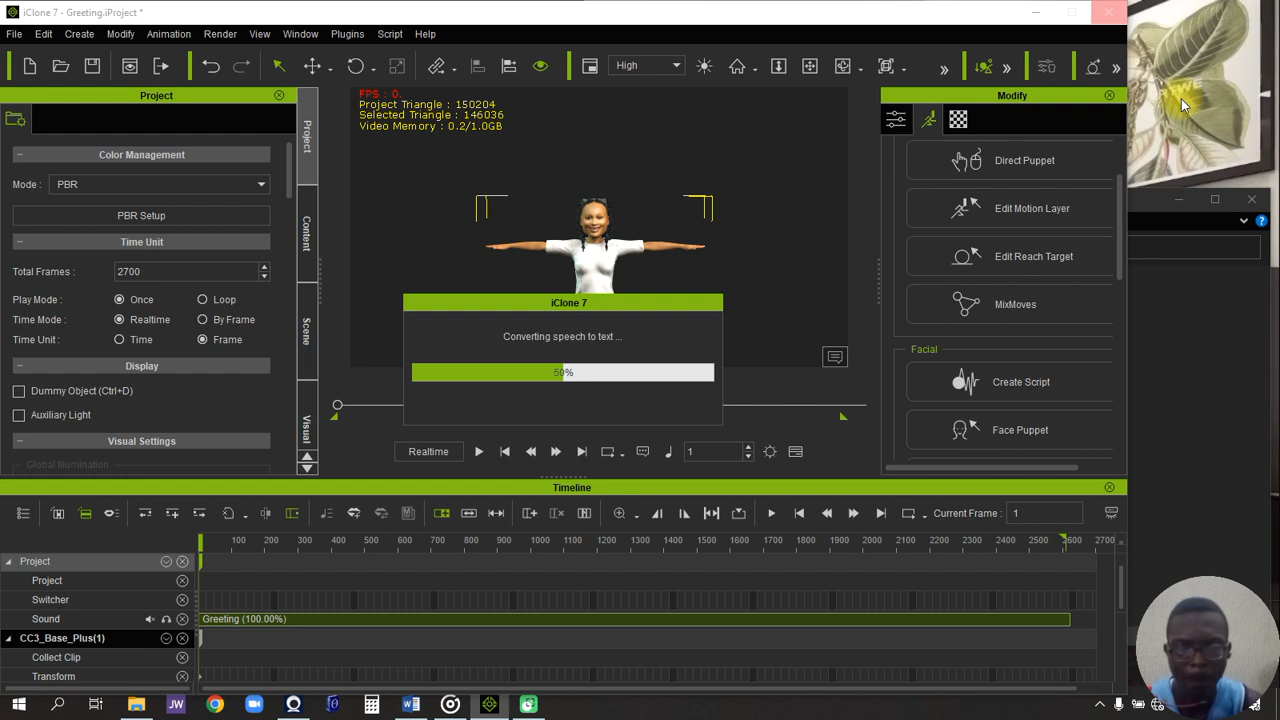 iClone 7 - Greeting.iProject *
File Edit Create Modify Animation Render View Window Plugins Script Help
High
Project
Color Management
Mode : PBR
PBR Setup
Time Unit
Total Frames : 2700
Play Mode : Once Loop
Time Mode : Realtime By Frame
Time Unit : Time Frame
Display
Dummy Object (Ctrl+D)
Auxiliary Light
Visual Settings
Global Illumination
Project
Content
Scene
Visual
FPS : 0.
Project Triangle : 150204
Selected Triangle : 146036
Video Memory : 0.2/1.0GB
iClone 7
Converting speech to text ...
50%
Realtime 1
Modify
Direct Puppet
Edit Motion Layer
Edit Reach Target
MixMoves
Facial
Create Script
Face Puppet
Timeline
Current Frame : 1
100 200 300 400 500 600 700 800 900 1000 1100 1200 1300 1400 1500 1600 1700 1800 1900 2000 2100 2200 2300 2400 2500 2600 2700
Project
Project
Switcher
Sound Greeting (100.00%)
CC3_Base_Plus(1)
Collect Clip
Transform
JW